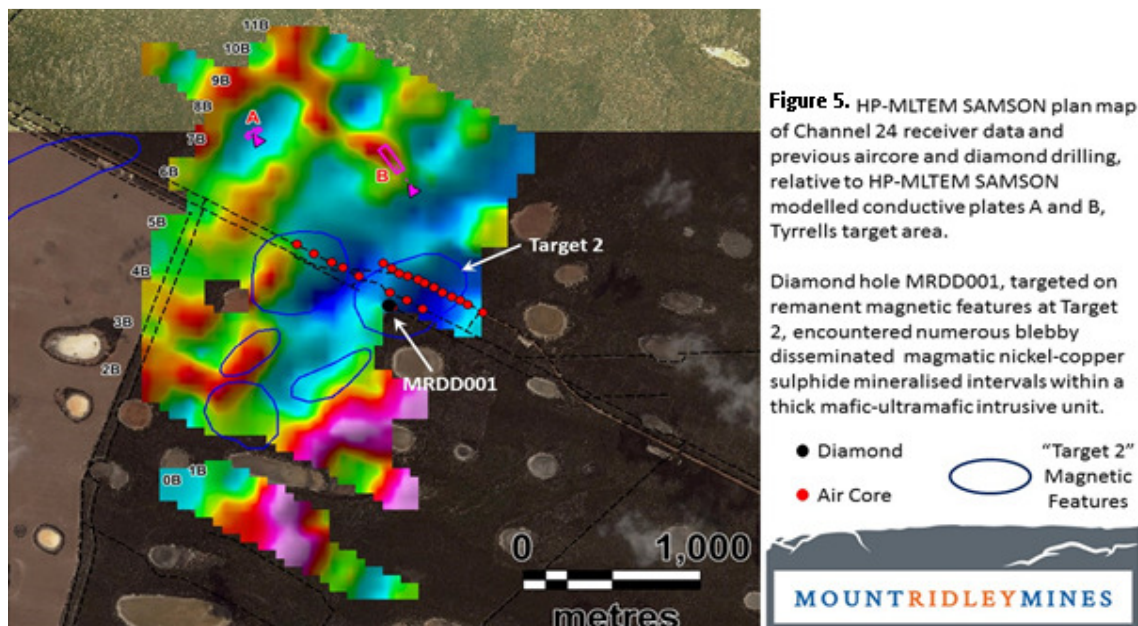 11B
10B
9B
8B
7B
6B
5B
4B
3B
2B
1B
0B
A
B
Target 2
MRDD001
0 1,000
metres
Figure 5. HP-MLTEM SAMSON plan map
of Channel 24 receiver data and
previous aircore and diamond drilling,
relative to HP-MLTEM SAMSON
modelled conductive plates A and B,
Tyrrells target area.
Diamond hole MRDD001, targeted on
remanent magnetic features at Target
2, encountered numerous blebby
disseminated magmatic nickel-copper
sulphide mineralised intervals within a
thick mafic-ultramafic intrusive unit.
Diamond
Air Core
"Target 2"
Magnetic
Features
MOUNTRIDLEYMINES